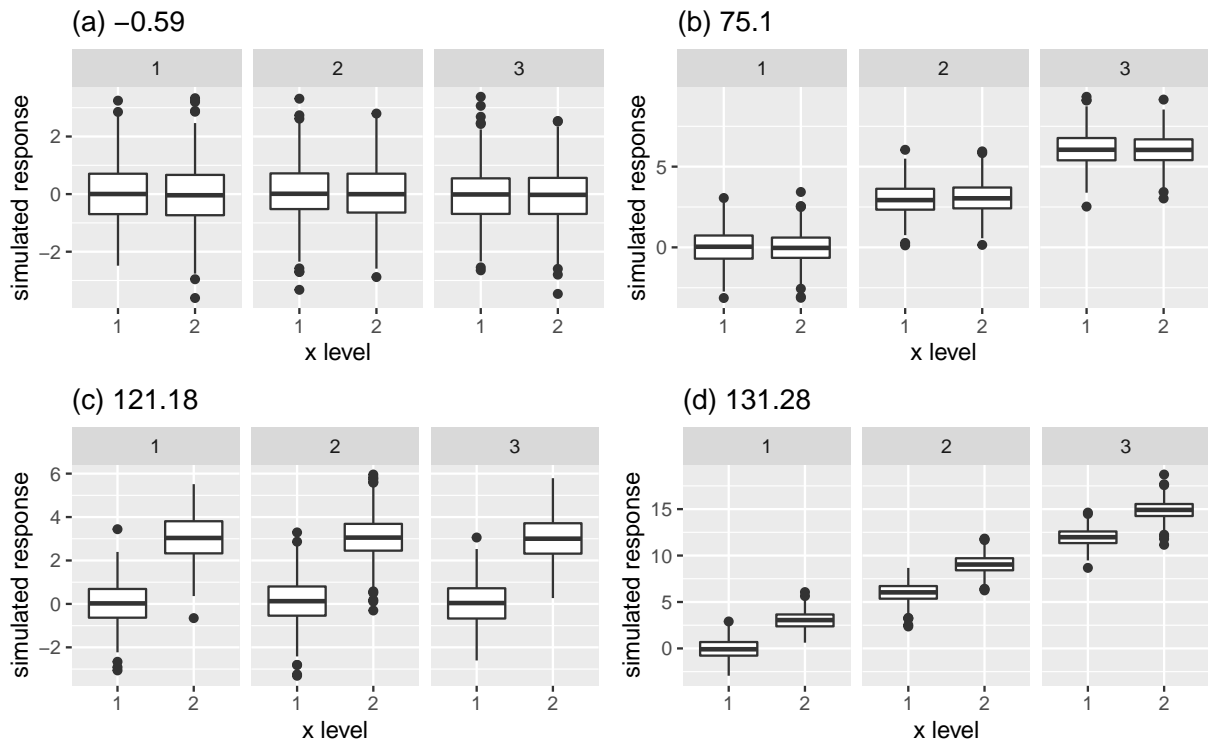 (a) −0.59
1 2 3
simulated response
2
0
−2
1 2 1 2 1 2
x level
(b) 75.1
1 2 3
simulated response
5
0
1 2 1 2 1 2
x level
(c) 121.18
1 2 3
simulated response
6
4
2
0
−2
1 2 1 2 1 2
x level
(d) 131.28
1 2 3
simulated response
15
10
5
0
1 2 1 2 1 2
x level